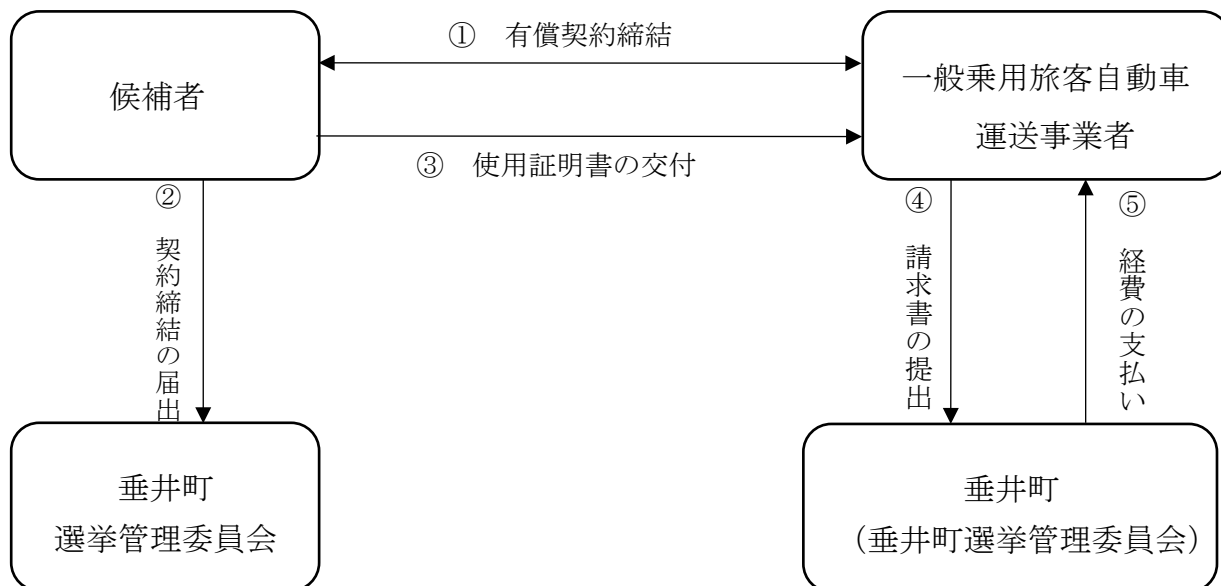 ① 有償契約締結
候補者
一般乗用旅客自動車
運送事業者
③ 使用証明書の交付
② 契約締結の届出
④ 請求書の提出
⑤ 経費の支払い
垂井町
選挙管理委員会
垂井町
（垂井町選挙管理委員会）